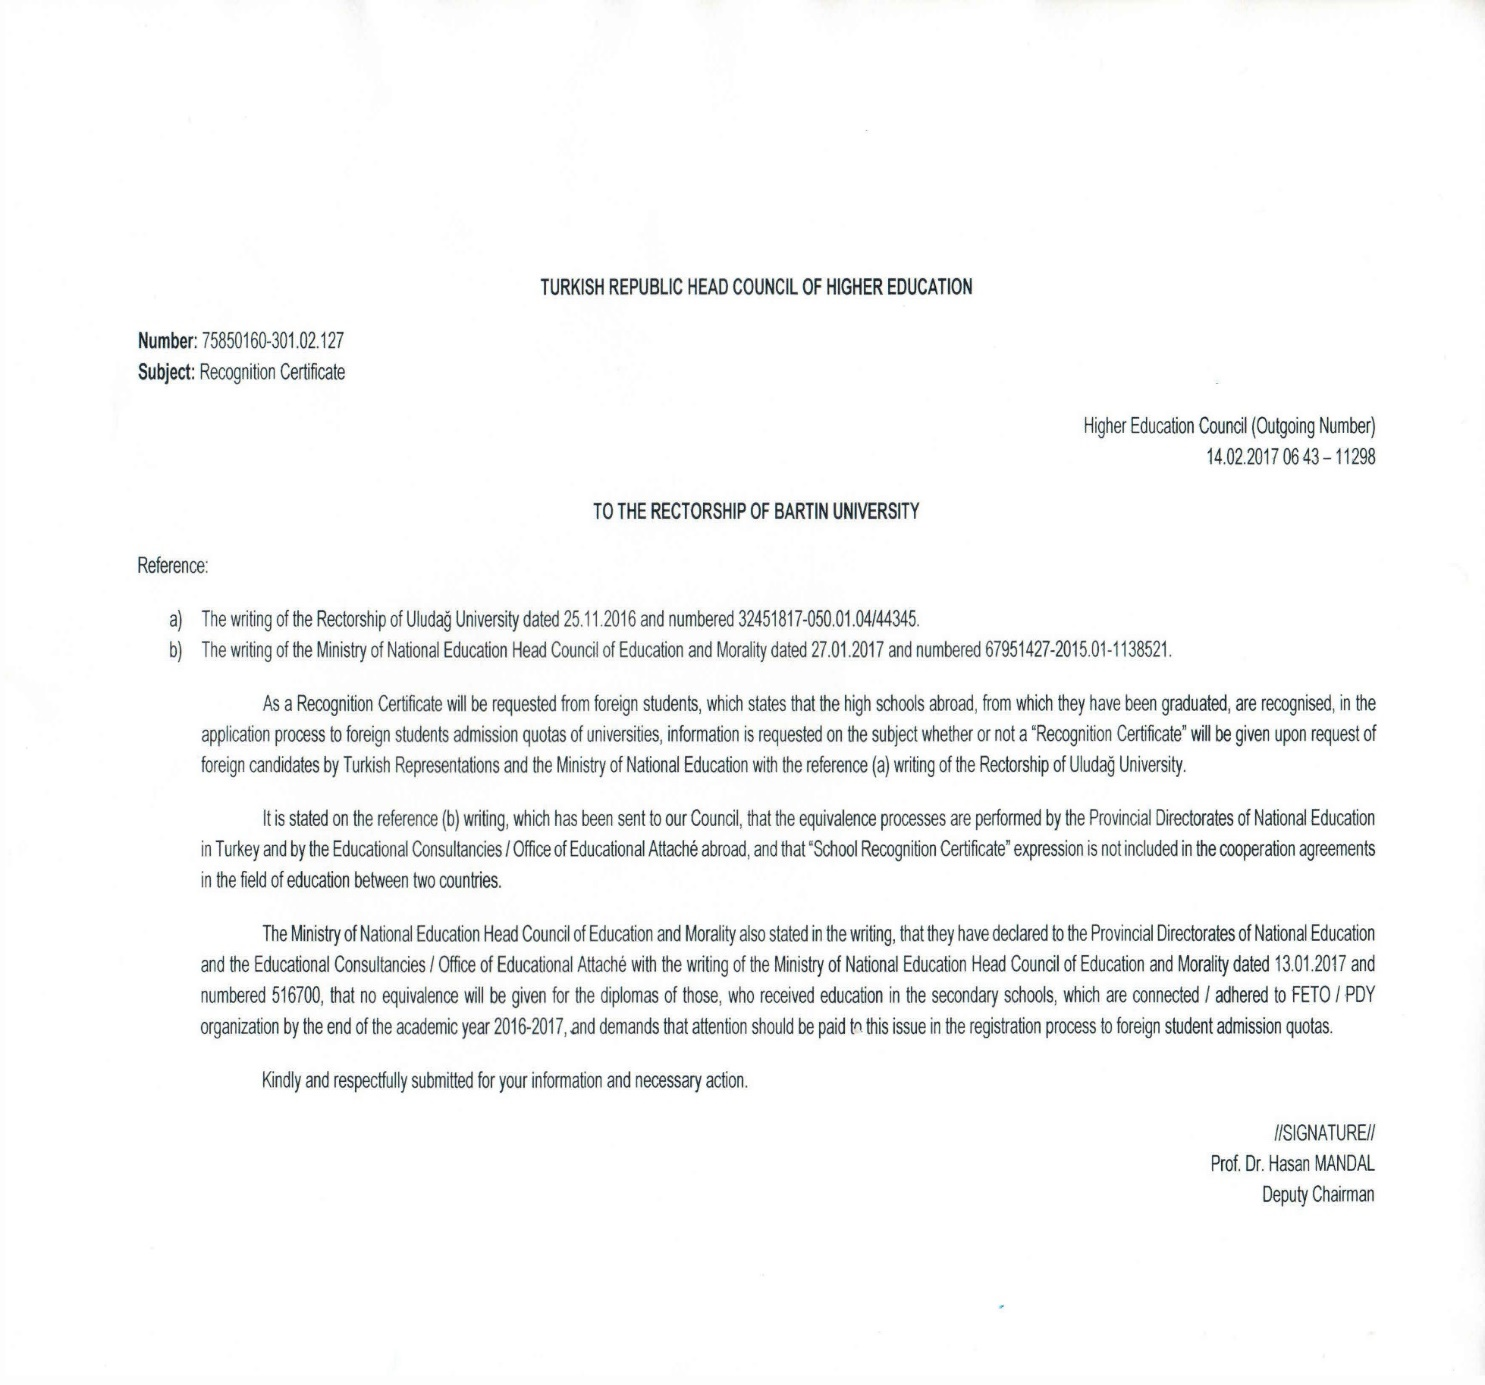 TURKISH REPUBLIC HEAD COUNCIL OF HIGHER EDUCATION
Number: 75850160-301.02.127
Subject: Recognition Certificate
Higher Education Council (Outgoing Number)
14.02.2017 06 43 – 11298
TO THE RECTORSHIP OF BARTIN UNIVERSITY
Reference:
a) The writing of the Rectorship of Uludağ University dated 25.11.2016 and numbered 32451817-050.01.04/44345.
b) The writing of the Ministry of National Education Head Council of Education and Morality dated 27.01.2017 and numbered 67951427-2015.01-1138521.
As a Recognition Certificate will be requested from foreign students, which states that the high schools abroad, from which they have been graduated, are recognised, in the
application process to foreign students admission quotas of universities, information is requested on the subject whether or not a “Recognition Certificate” will be given upon request of
foreign candidates by Turkish Representations and the Ministry of National Education with the reference (a) writing of the Rectorship of Uludağ University.
It is stated on the reference (b) writing, which has been sent to our Council, that the equivalence processes are performed by the Provincial Directorates of National Education
in Turkey and by the Educational Consultancies / Office of Educational Attaché abroad, and that “School Recognition Certificate” expression is not included in the cooperation agreements
in the field of education between two countries.
The Ministry of National Education Head Council of Education and Morality also stated in the writing, that they have declared to the Provincial Directorates of National Education
and the Educational Consultancies / Office of Educational Attaché with the writing of the Ministry of National Education Head Council of Education and Morality dated 13.01.2017 and
numbered 516700, that no equivalence will be given for the diplomas of those, who received education in the secondary schools, which are connected / adhered to FETO / PDY
organization by the end of the academic year 2016-2017, and demands that attention should be paid to this issue in the registration process to foreign student admission quotas.
Kindly and respectfully submitted for your information and necessary action.
//SIGNATURE//
Prof. Dr. Hasan MANDAL
Deputy Chairman